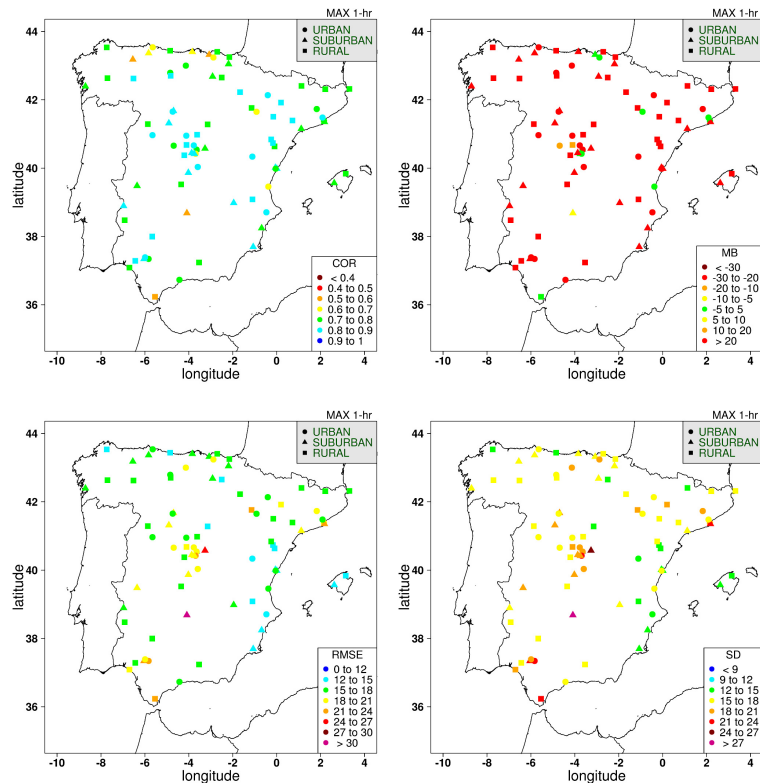 MAX 1-hr
URBAN
SUBURBAN
RURAL
44
42
40
38
36
latitude
COR
< 0.4
0.4 to 0.5
0.5 to 0.6
0.6 to 0.7
0.7 to 0.8
0.8 to 0.9
0.9 to 1
-10 -8 -6 -4 -2 0 2 4
longitude
MAX 1-hr
URBAN
SUBURBAN
RURAL
44
42
40
38
36
latitude
MB
< -30
-30 to -20
-20 to -10
-10 to -5
-5 to 5
5 to 10
10 to 20
> 20
-10 -8 -6 -4 -2 0 2 4
longitude
MAX 1-hr
URBAN
SUBURBAN
RURAL
44
42
40
38
36
latitude
RMSE
0 to 12
12 to 15
15 to 18
18 to 21
21 to 24
24 to 27
27 to 30
> 30
-10 -8 -6 -4 -2 0 2 4
longitude
MAX 1-hr
URBAN
SUBURBAN
RURAL
44
42
40
38
36
latitude
SD
< 9
9 to 12
12 to 15
15 to 18
18 to 21
21 to 24
24 to 27
> 27
-10 -8 -6 -4 -2 0 2 4
longitude